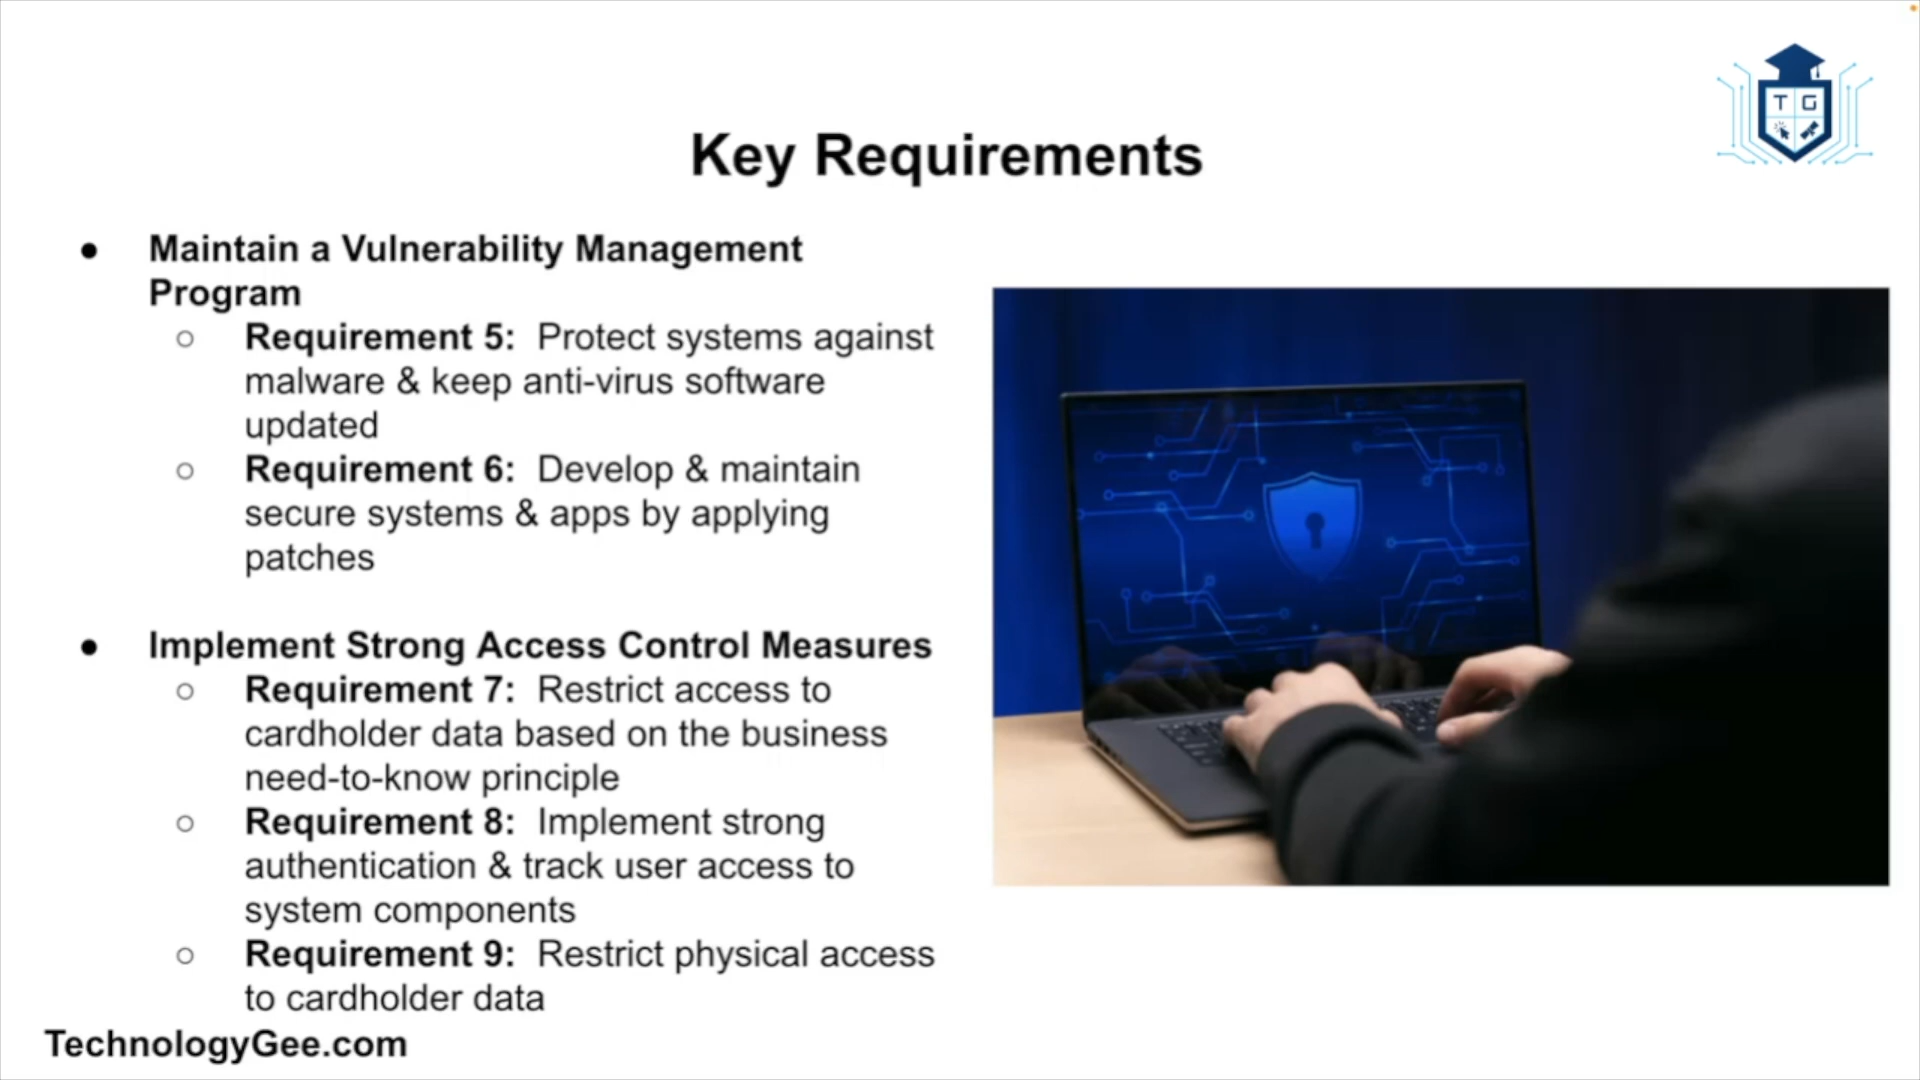 T G
Key Requirements
● Maintain a Vulnerability Management
Program
○ Requirement 5: Protect systems against
malware & keep anti-virus software
updated
○ Requirement 6: Develop & maintain
secure systems & apps by applying
patches
● Implement Strong Access Control Measures
○ Requirement 7: Restrict access to
cardholder data based on the business
need-to-know principle
○ Requirement 8: Implement strong
authentication & track user access to
system components
○ Requirement 9: Restrict physical access
to cardholder data
TechnologyGee.com